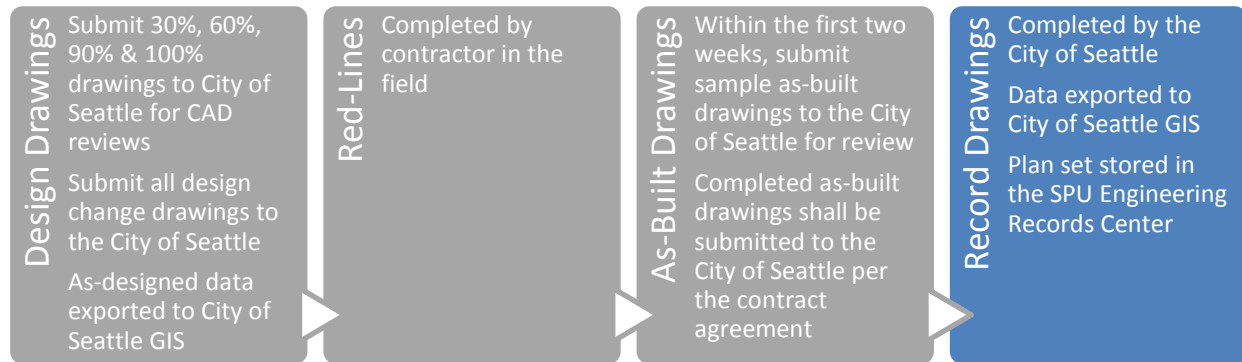 Design Drawings
Submit 30%, 60%,
90% & 100%
drawings to City of
Seattle for CAD
reviews
Submit all design
change drawings to
the City of Seattle
As-designed data
exported to City of
Seattle GIS
Red-Lines
Completed by
contractor in the
field
As-Built Drawings
Within the first two
weeks, submit
sample as-built
drawings to the City
of Seattle for review
Completed as-built
drawings shall be
submitted to the
City of Seattle per
the contract
agreement
Record Drawings
Completed by the
City of Seattle
Data exported to
City of Seattle GIS
Plan set stored in
the SPU Engineering
Records Center